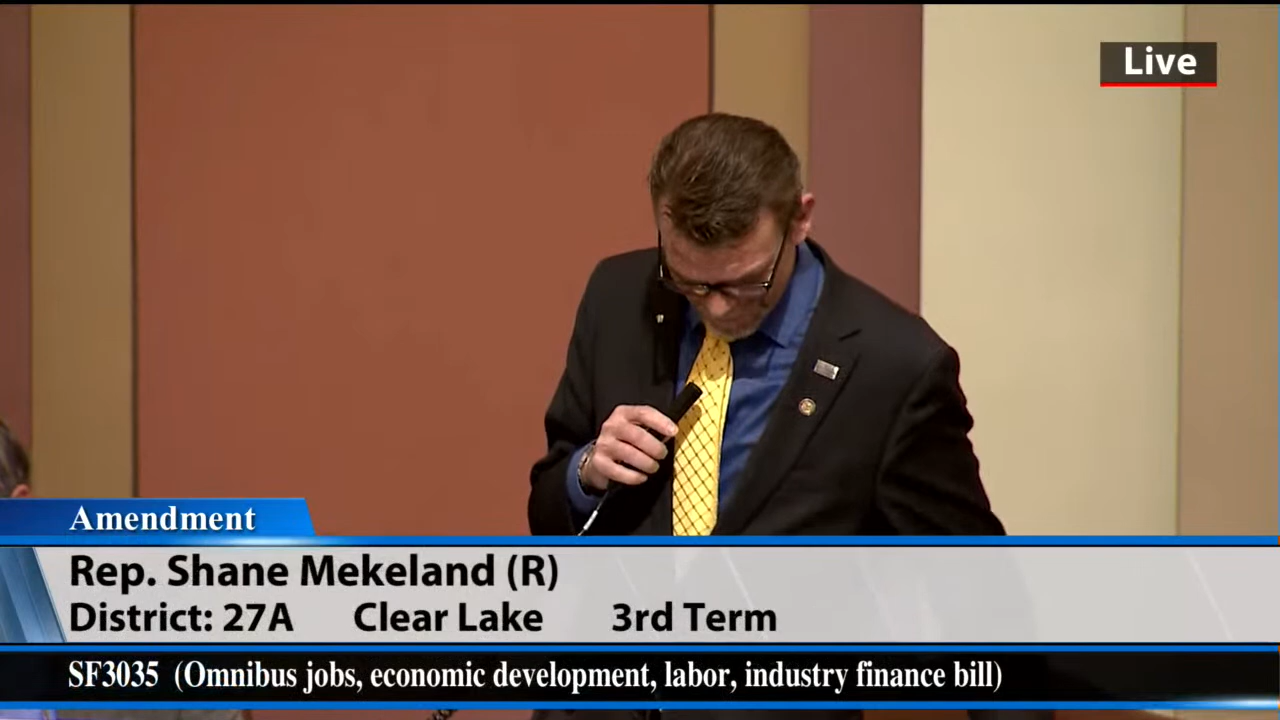 Live
Amendment
Rep. Shane Mekeland (R)
District: 27A Clear Lake 3rd Term
SF3035 (Omnibus jobs, economic development, labor, industry finance bill)